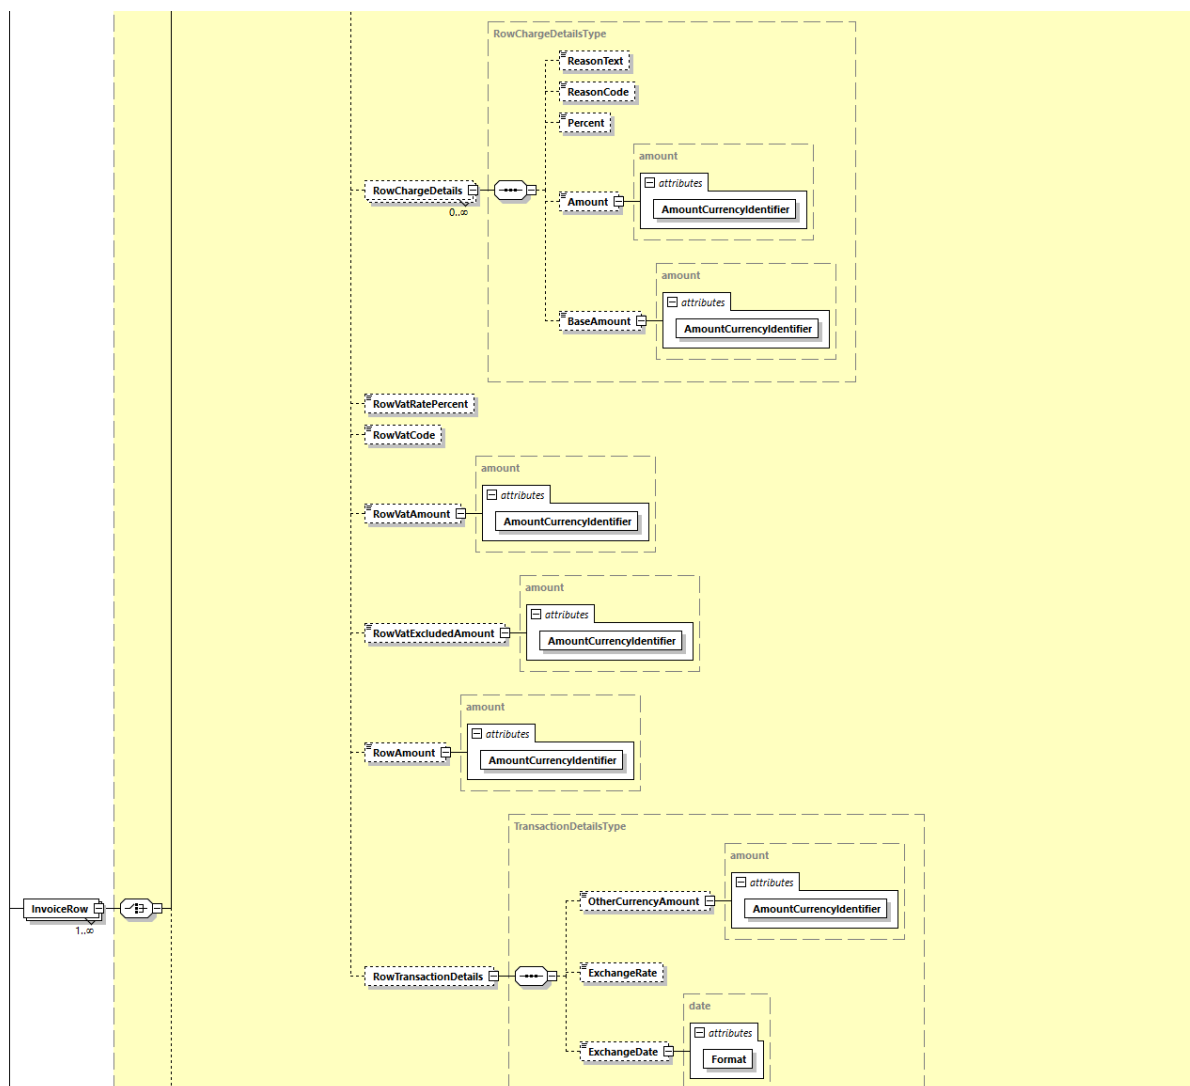 RowChargeDetailsType
ReasonText
ReasonCode
Percent
amount
attributes
RowChargeDetails
Amount
AmountCurrencyIdentifier
0..∞
amount
attributes
BaseAmount
AmountCurrencyIdentifier
RowVatRatePercent
RowVatCode
amount
attributes
RowVatAmount
AmountCurrencyIdentifier
amount
attributes
RowVatExcludedAmount
AmountCurrencyIdentifier
amount
attributes
RowAmount
AmountCurrencyIdentifier
TransactionDetailsType
amount
attributes
OtherCurrencyAmount
AmountCurrencyIdentifier
InvoiceRow
1..∞
ExchangeRate
RowTransactionDetails
date
attributes
ExchangeDate
Format